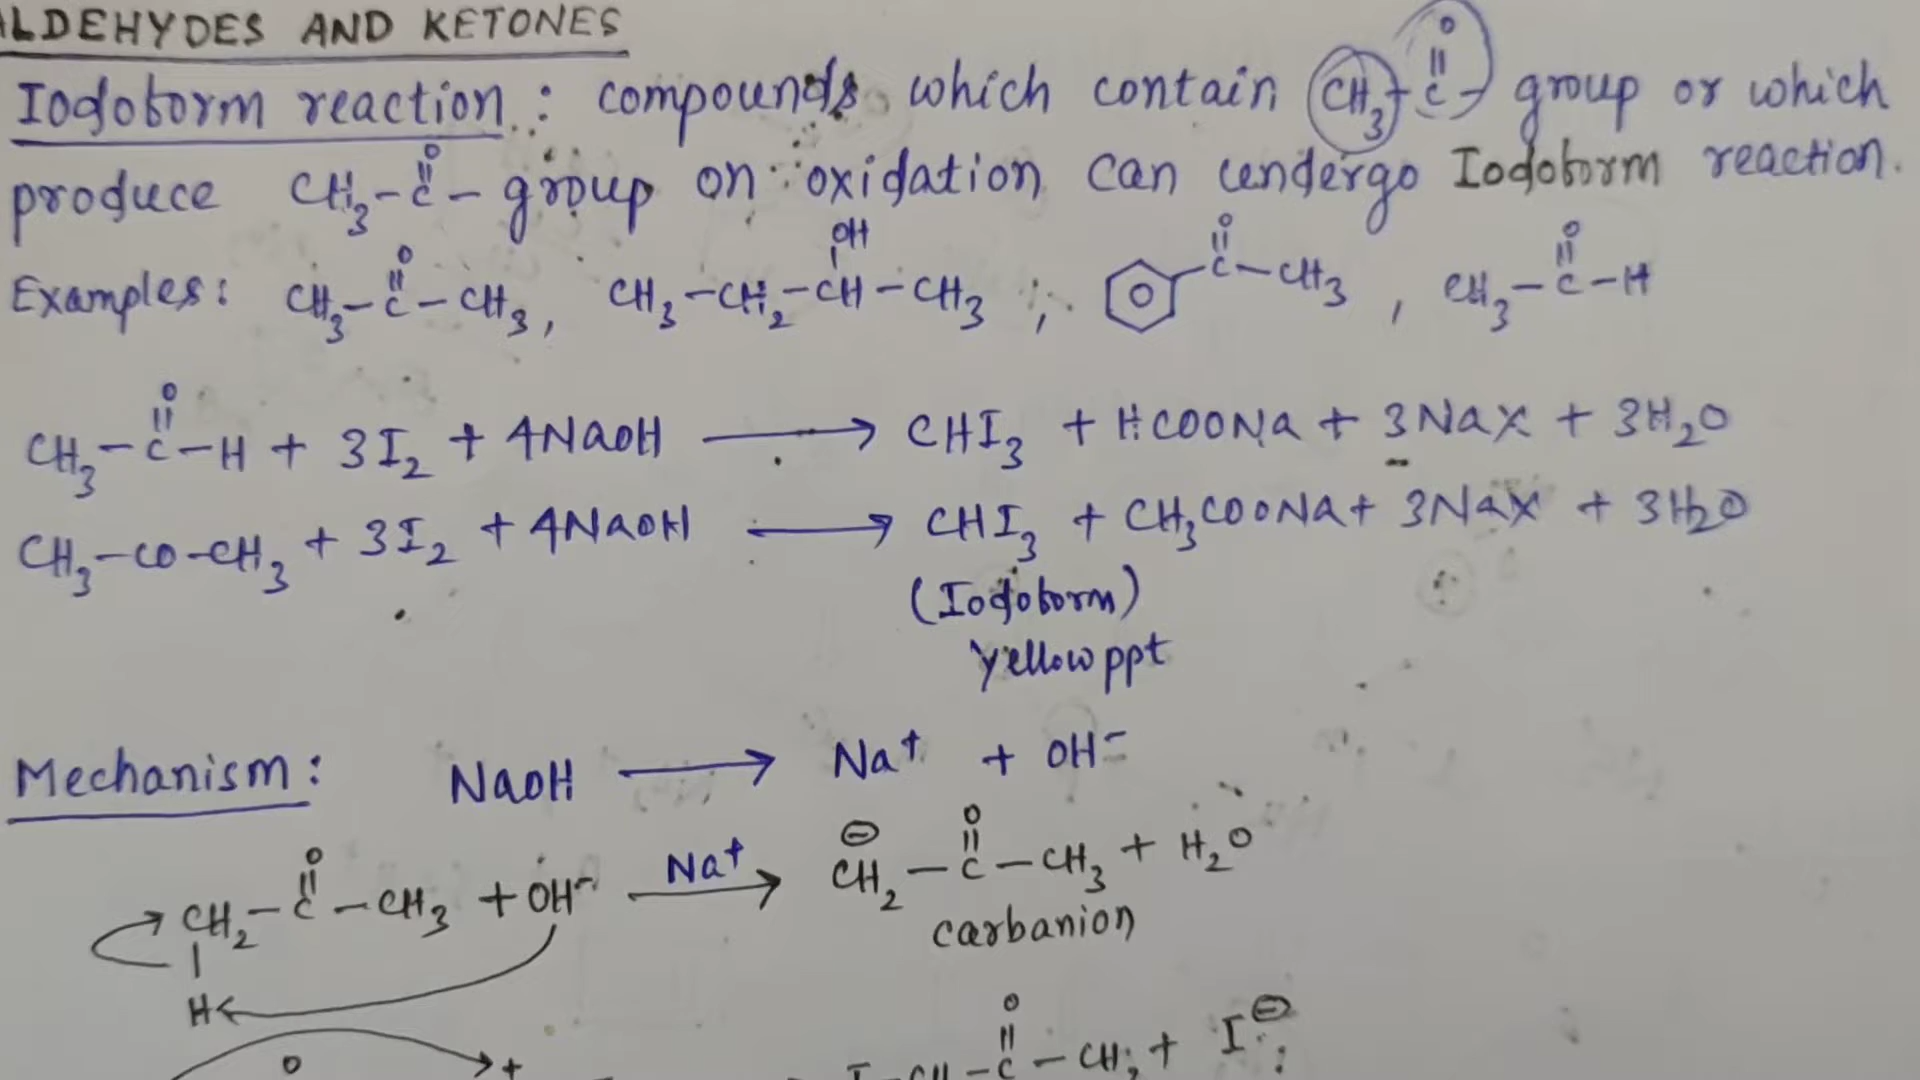 ALDEHYDES AND KETONES
Iodoform reaction : compounds which contain CH₃-C(=O)- group or which
produce CH₃-C(=O)- group on oxidation can undergo Iodoform reaction.
Examples: CH₃-C(=O)-CH₃, CH₃-CH₂-CH(OH)-CH₃ ; C₆H₅-C(=O)-CH₃ , CH₃-C(=O)-H
CH₃-C(=O)-H + 3I₂ + 4NaOH ⟶ CHI₃ + HCOONa + 3NaX + 3H₂O
CH₃-CO-CH₃ + 3I₂ + 4NaOH ⟶ CHI₃ + CH₃COONa + 3NaX + 3H₂O
(Iodoform)
yellow ppt
Mechanism : NaOH ⟶ Na⁺ + OH⁻
CH₂(H)-C(=O)-CH₃ + OH⁻ —Na⁺→ ⊖CH₂-C(=O)-CH₃ + H₂O
carbanion
-C(=O)-CH₃ + I⊖